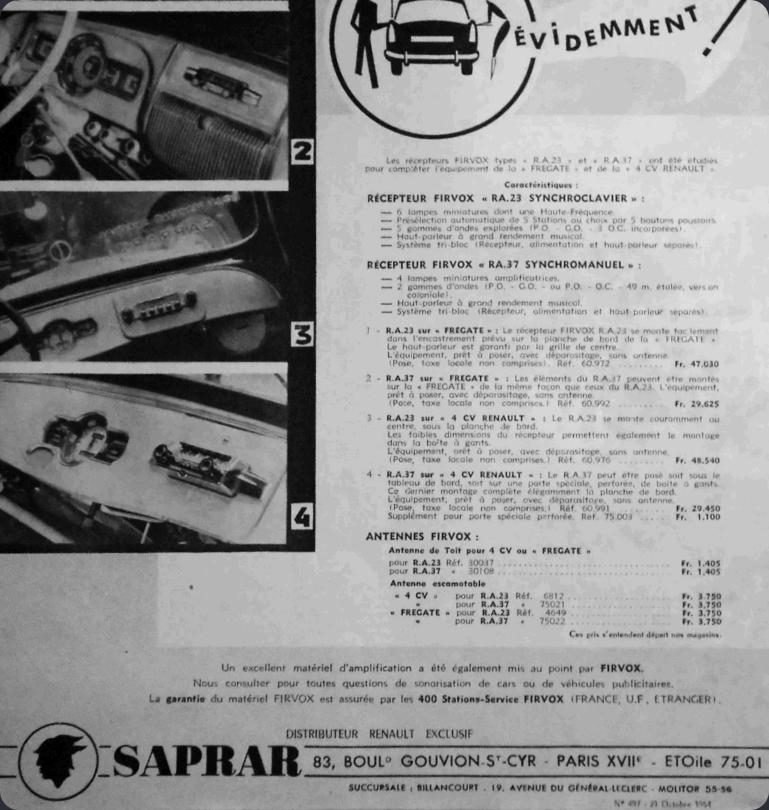 ÉVIDEMMENT !
2
3
4
Les récepteurs FIRVOX types « R.A.23 » et « R.A.37 » ont été étudiés
pour compléter l'équipement de la « FREGATE » et de la « 4 CV RENAULT ».
Caractéristiques :
RÉCEPTEUR FIRVOX « RA.23 SYNCHROCLAVIER » :
— 6 lampes miniatures dont une Haute-Fréquence.
— Présélection automatique de 5 Stations au choix par 5 boutons poussoirs.
— 5 gammes d'ondes explorées (P.O. - G.O. - 3 O.C. incorporées).
— Haut-parleur à grand rendement musical.
— Système tri-bloc (Récepteur, alimentation et haut-parleur séparés).
RÉCEPTEUR FIRVOX « RA.37 SYNCHROMANUEL » :
— 4 lampes miniatures amplificatrices.
— 2 gammes d'ondes (P.O. - G.O. - ou P.O. - O.C. - 49 m. étalée, version
coloniale).
— Haut-parleur à grand rendement musical.
— Système tri-bloc (Récepteur, alimentation et haut parleur séparés).
1 - R.A.23 sur « FREGATE » : Le récepteur FIRVOX R.A.23 se monte facilement
dans l'encastrement prévu sur la planche de bord de la « FREGATE »
Le haut-parleur est garanti par la grille de centre.
L'équipement, prêt à poser, avec déparasitage, sans antenne.
(Pose, taxe locale non comprises.) Réf. 60.972 ......... Fr. 47.030
2 - R.A.37 sur « FREGATE » : Les éléments du R.A.37 peuvent être montés
sur la « FREGATE » de la même façon que ceux du R.A.23. L'équipement,
prêt à poser, avec déparasitage, sans antenne.
(Pose, taxe locale non comprises.) Réf. 60.992 ......... Fr. 29.625
3 - R.A.23 sur « 4 CV RENAULT » : Le R.A.23 se monte couramment au
centre, sous la planche de bord.
Les faibles dimensions du récepteur permettent également le montage
dans la boîte à gants.
L'équipement, prêt à poser, avec déparasitage, sans antenne.
(Pose, taxe locale non comprises.) Réf. 60.976 ......... Fr. 48.540
4 - R.A.37 sur « 4 CV RENAULT » : Le R.A.37 peut être posé soit sous le
tableau de bord, soit sur une porte spéciale, perforée, de boîte à gants.
Ce dernier montage complète élégamment la planche de bord.
L'équipement, prêt à poser, avec déparasitage, sans antenne.
(Pose, taxe locale non comprises.) Réf. 60.991 ......... Fr. 29.450
Supplément pour porte spéciale perforée. Réf. 75.003 ...... Fr. 1.100
ANTENNES FIRVOX :
Antenne de Toit pour 4 CV ou « FREGATE »
pour R.A.23 Réf. 30037 ......... Fr. 1.405
pour R.A.37 « 30108 ......... Fr. 1.405
Antenne escamotable
« 4 CV » pour R.A.23 Réf. 6812 ......... Fr. 3.750
« pour R.A.37 « 75021 ......... Fr. 3.750
« FREGATE » pour R.A.23 Réf. 4649 ......... Fr. 3.750
« pour R.A.37 « 75022 ......... Fr. 3.750
Ces prix s'entendent départ nos magasins.
Un excellent matériel d'amplification a été également mis au point par FIRVOX.
Nous consulter pour toutes questions de sonorisation de cars ou de véhicules publicitaires.
La garantie du matériel FIRVOX est assurée par les 400 Stations-Service FIRVOX (FRANCE, U.F., ETRANGER).
DISTRIBUTEUR RENAULT EXCLUSIF
SAPRAR 83, BOULD GOUVION-ST-CYR - PARIS XVIIe - ETOile 75-01
SUCCURSALE : BILLANCOURT . 19, AVENUE DU GÉNÉRAL-LECLERC - MOLITOR 55-56
N° 497 - 21 Octobre 1954